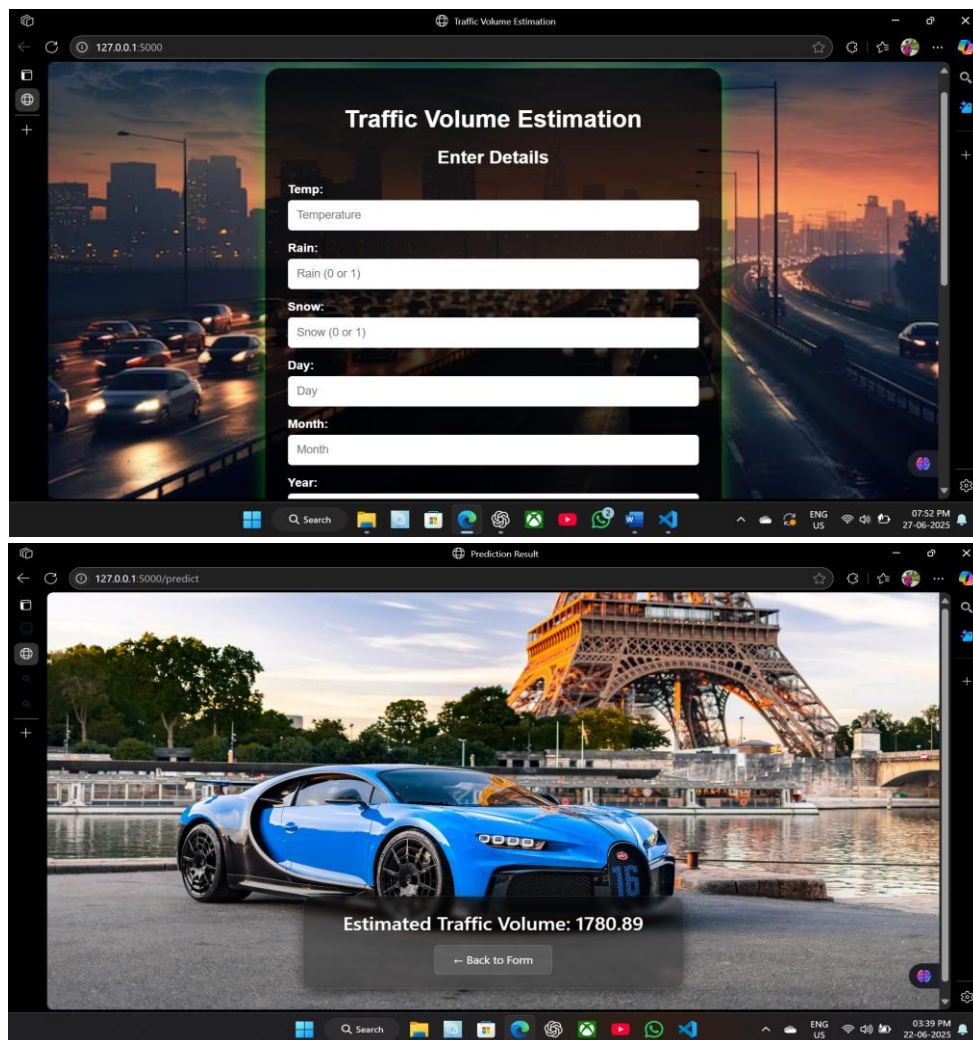 Traffic Volume Estimation
127.0.0.1:5000
Traffic Volume Estimation
Enter Details
Temp:
Temperature
Rain:
Rain (0 or 1)
Snow:
Snow (0 or 1)
Day:
Day
Month:
Month
Year:
Search
2
ENG
US
07:52 PM
27-06-2025
Prediction Result
127.0.0.1:5000/predict
16
Estimated Traffic Volume: 1780.89
← Back to Form
Search
ENG
US
03:39 PM
22-06-2025